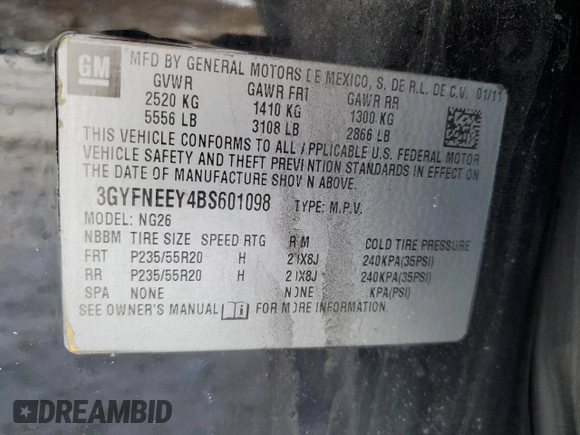 GM
MFD BY GENERAL MOTORS DE MEXICO, S. DE R.L. DE C.V. 01/11
GVWR GAWR FRT GAWR RR
2520 KG 1410 KG 1300 KG
5556 LB 3108 LB 2866 LB
THIS VEHICLE CONFORMS TO ALL APPLICABLE U.S. FEDERAL MOTOR
VEHICLE SAFETY AND THEFT PREVENTION STANDARDS IN EFFECT ON
THE DATE OF MANUFACTURE SHOWN ABOVE.
3GYFNEEY4BS601098 TYPE: M.P.V.
MODEL: NG26
NBBM TIRE SIZE SPEED RTG RIM COLD TIRE PRESSURE
FRT P235/55R20 H 20X8J 240KPA(35PSI)
RR P235/55R20 H 20X8J 240KPA(35PSI)
SPA NONE NONE KPA(PSI)
SEE OWNER'S MANUAL FOR MORE INFORMATION.
DREAMBID